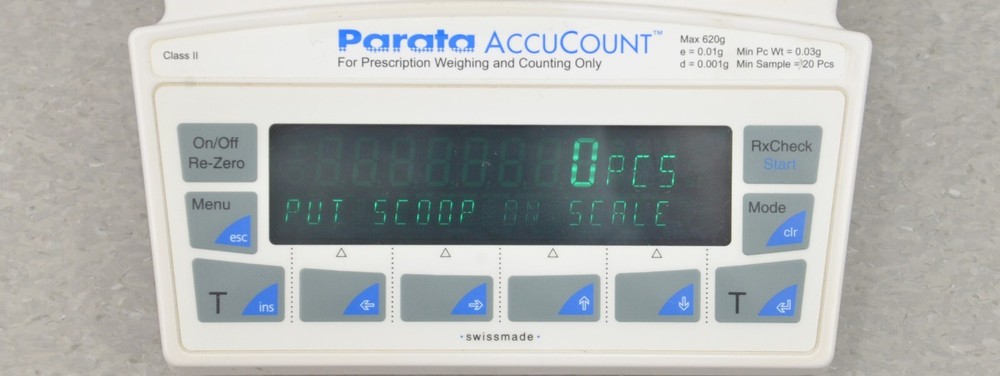 Class II
Parata ACCUCOUNT™
For Prescription Weighing and Counting Only
Max 620g
e = 0.01g Min Pc Wt = 0.03g
d = 0.001g Min Sample = 20 Pcs
On/Off
Re-Zero
0 PCS
RxCheck
Start
Menu
esc
PUT SCOOP SCALE
Mode
clr
T ins
T
swissmade